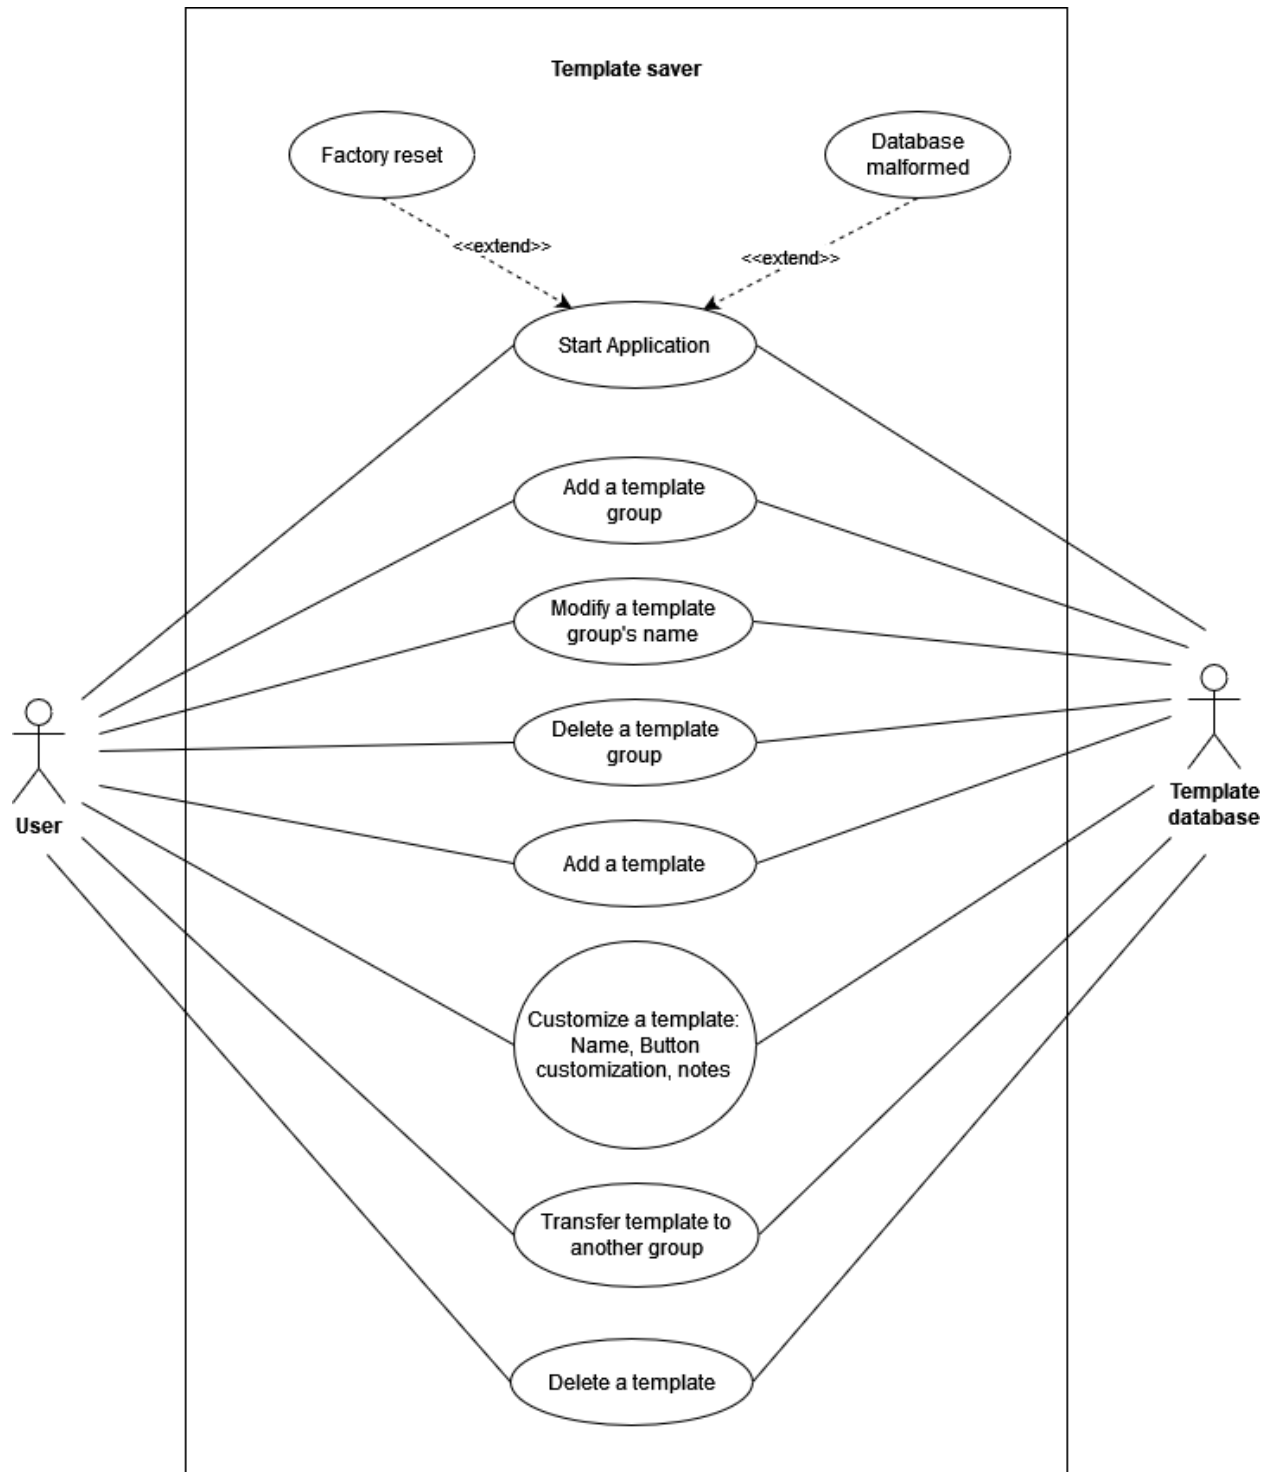 Template saver
Factory reset
Database
malformed
<<extend>>
<<extend>>
Start Application
Add a template
group
Modify a template
group's name
Delete a template
group
User
Template
database
Add a template
Customize a template:
Name, Button
customization, notes
Transfer template to
another group
Delete a template